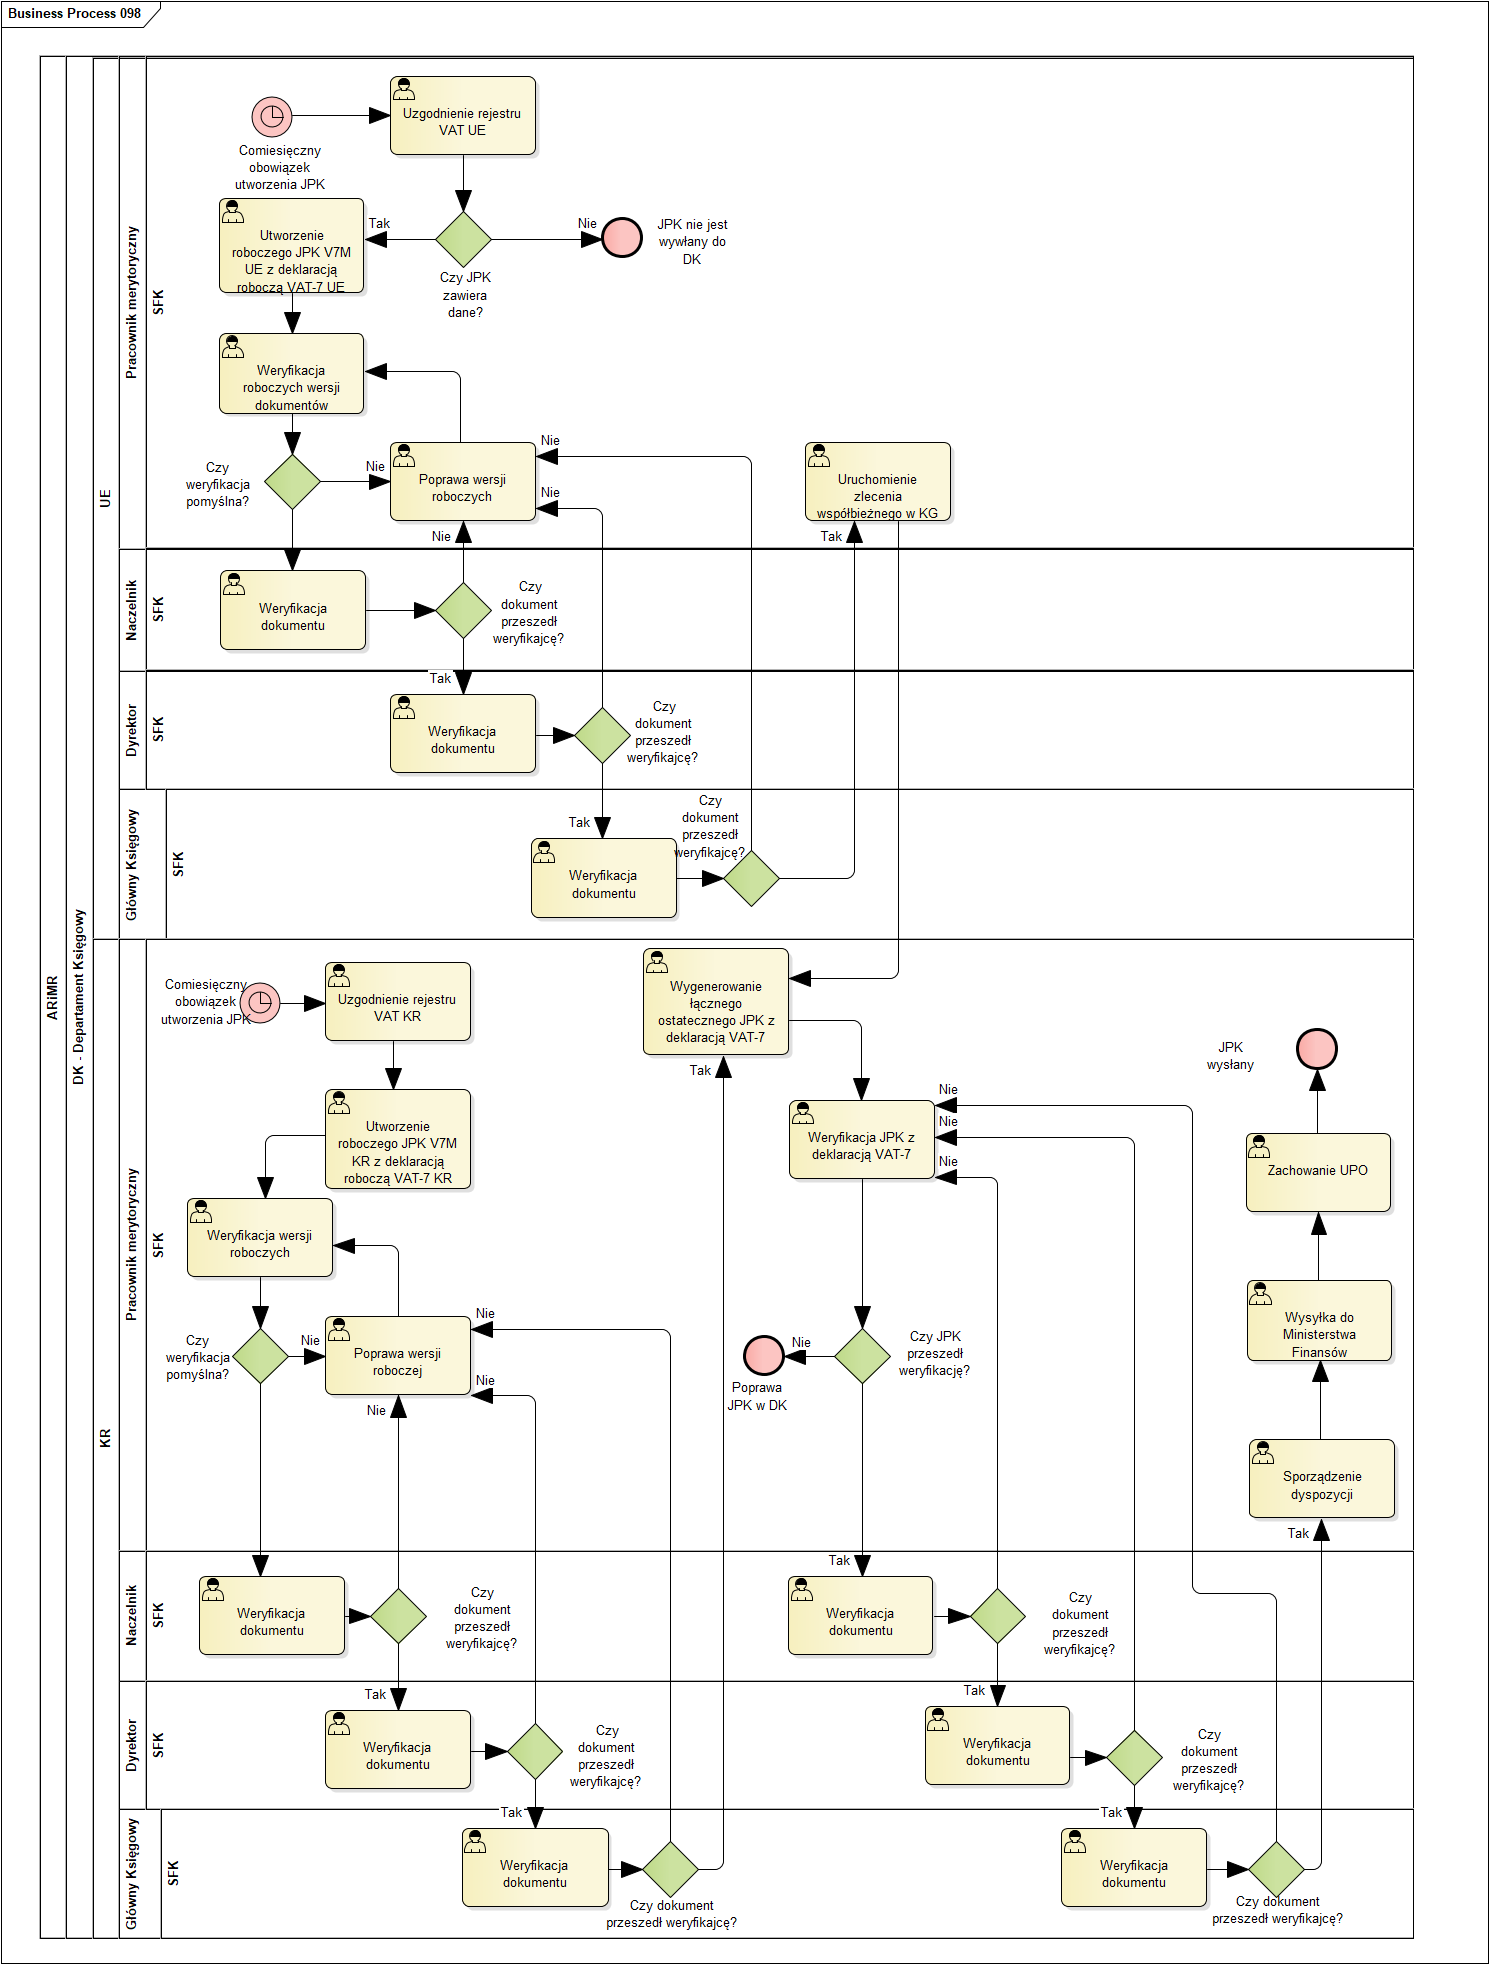 Business Process 098
ARiMR
DK - Departament Księgowy
UE
Pracownik merytoryczny
SFK
Comiesięczny
obowiązek
utworzenia JPK
Uzgodnienie rejestru
VAT UE
Tak
Nie
Czy JPK
zawiera
dane?
JPK nie jest
wywłany do
DK
Utworzenie
roboczego JPK V7M
UE z deklaracją
roboczą VAT-7 UE
Weryfikacja
roboczych wersji
dokumentów
Czy
weryfikacja
pomyślna?
Nie
Poprawa wersji
roboczych
Nie
Nie
Nie
Uruchomienie
zlecenia
współbieżnego w KG
Tak
Naczelnik
SFK
Weryfikacja
dokumentu
Czy
dokument
przeszedł
weryfikajcę?
Dyrektor
SFK
Tak
Weryfikacja
dokumentu
Czy
dokument
przeszedł
weryfikajcę?
Główny Księgowy
SFK
Tak
Weryfikacja
dokumentu
Czy
dokument
przeszedł
weryfikajcę?
KR
Pracownik merytoryczny
SFK
Comiesięczny
obowiązek
utworzenia JPK
Uzgodnienie rejestru
VAT KR
Utworzenie
roboczego JPK V7M
KR z deklaracją
roboczą VAT-7 KR
Weryfikacja wersji
roboczych
Czy
weryfikacja
pomyślna?
Nie
Poprawa wersji
roboczej
Nie
Nie
Nie
Wygenerowanie
łącznego
ostatecznego JPK z
deklaracją VAT-7
Tak
Weryfikacja JPK z
deklaracją VAT-7
Nie
Nie
Nie
Czy JPK
przeszedł
weryfikację?
Nie
Poprawa
JPK w DK
JPK
wysłany
Zachowanie UPO
Wysyłka do
Ministerstwa
Finansów
Sporządzenie
dyspozycji
Tak
Naczelnik
SFK
Weryfikacja
dokumentu
Czy
dokument
przeszedł
weryfikajcę?
Tak
Weryfikacja
dokumentu
Czy
dokument
przeszedł
weryfikajcę?
Dyrektor
SFK
Tak
Weryfikacja
dokumentu
Czy
dokument
przeszedł
weryfikajcę?
Tak
Weryfikacja
dokumentu
Czy
dokument
przeszedł
weryfikajcę?
Główny Księgowy
SFK
Tak
Weryfikacja
dokumentu
Czy dokument
przeszedł weryfikajcę?
Tak
Weryfikacja
dokumentu
Czy dokument
przeszedł weryfikajcę?